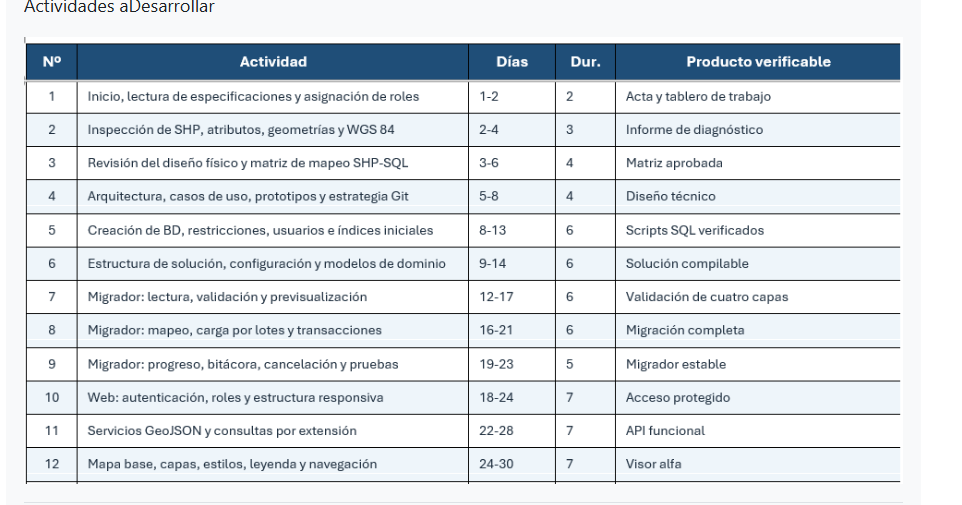 Actividades aDesarrollar
Nº Actividad Días Dur. Producto verificable
1 Inicio, lectura de especificaciones y asignación de roles 1-2 2 Acta y tablero de trabajo
2 Inspección de SHP, atributos, geometrías y WGS 84 2-4 3 Informe de diagnóstico
3 Revisión del diseño físico y matriz de mapeo SHP-SQL 3-6 4 Matriz aprobada
4 Arquitectura, casos de uso, prototipos y estrategia Git 5-8 4 Diseño técnico
5 Creación de BD, restricciones, usuarios e índices iniciales 8-13 6 Scripts SQL verificados
6 Estructura de solución, configuración y modelos de dominio 9-14 6 Solución compilable
7 Migrador: lectura, validación y previsualización 12-17 6 Validación de cuatro capas
8 Migrador: mapeo, carga por lotes y transacciones 16-21 6 Migración completa
9 Migrador: progreso, bitácora, cancelación y pruebas 19-23 5 Migrador estable
10 Web: autenticación, roles y estructura responsiva 18-24 7 Acceso protegido
11 Servicios GeoJSON y consultas por extensión 22-28 7 API funcional
12 Mapa base, capas, estilos, leyenda y navegación 24-30 7 Visor alfa